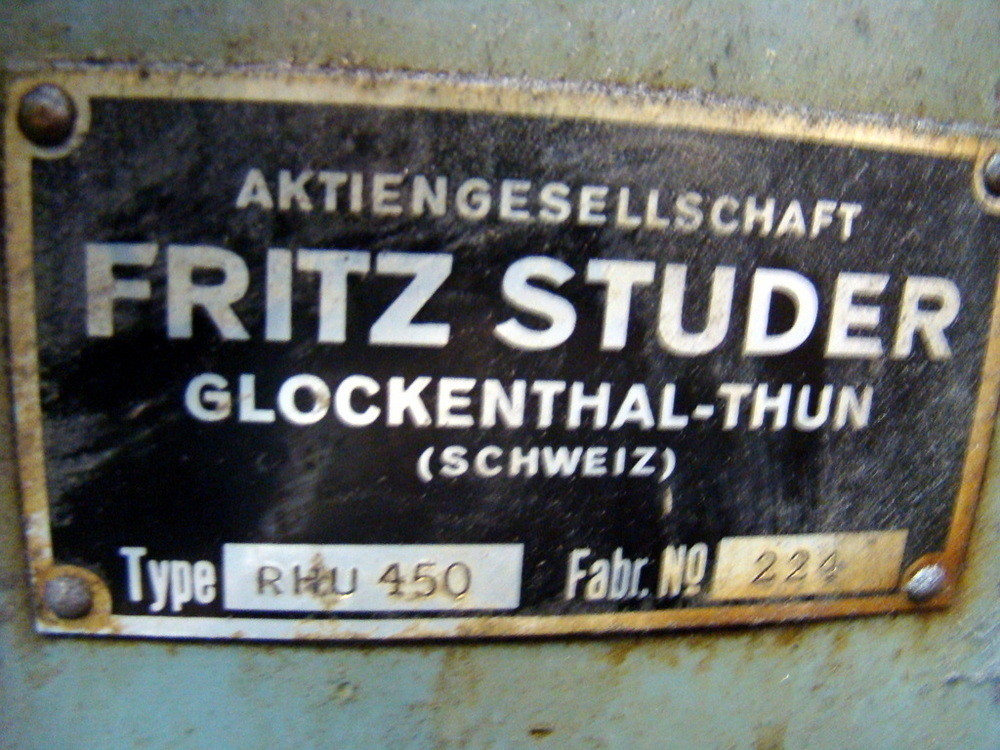 AKTIENGESELLSCHAFT
FRITZ STUDER
GLOCKENTHAL-THUN
(SCHWEIZ)
Type RHU 450 Fabr. No 224